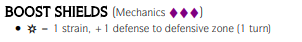 BOOST SHIELDS (Mechanics ♦♦♦)
• ✵ – 1 strain, + 1 defense to defensive zone (1 turn)